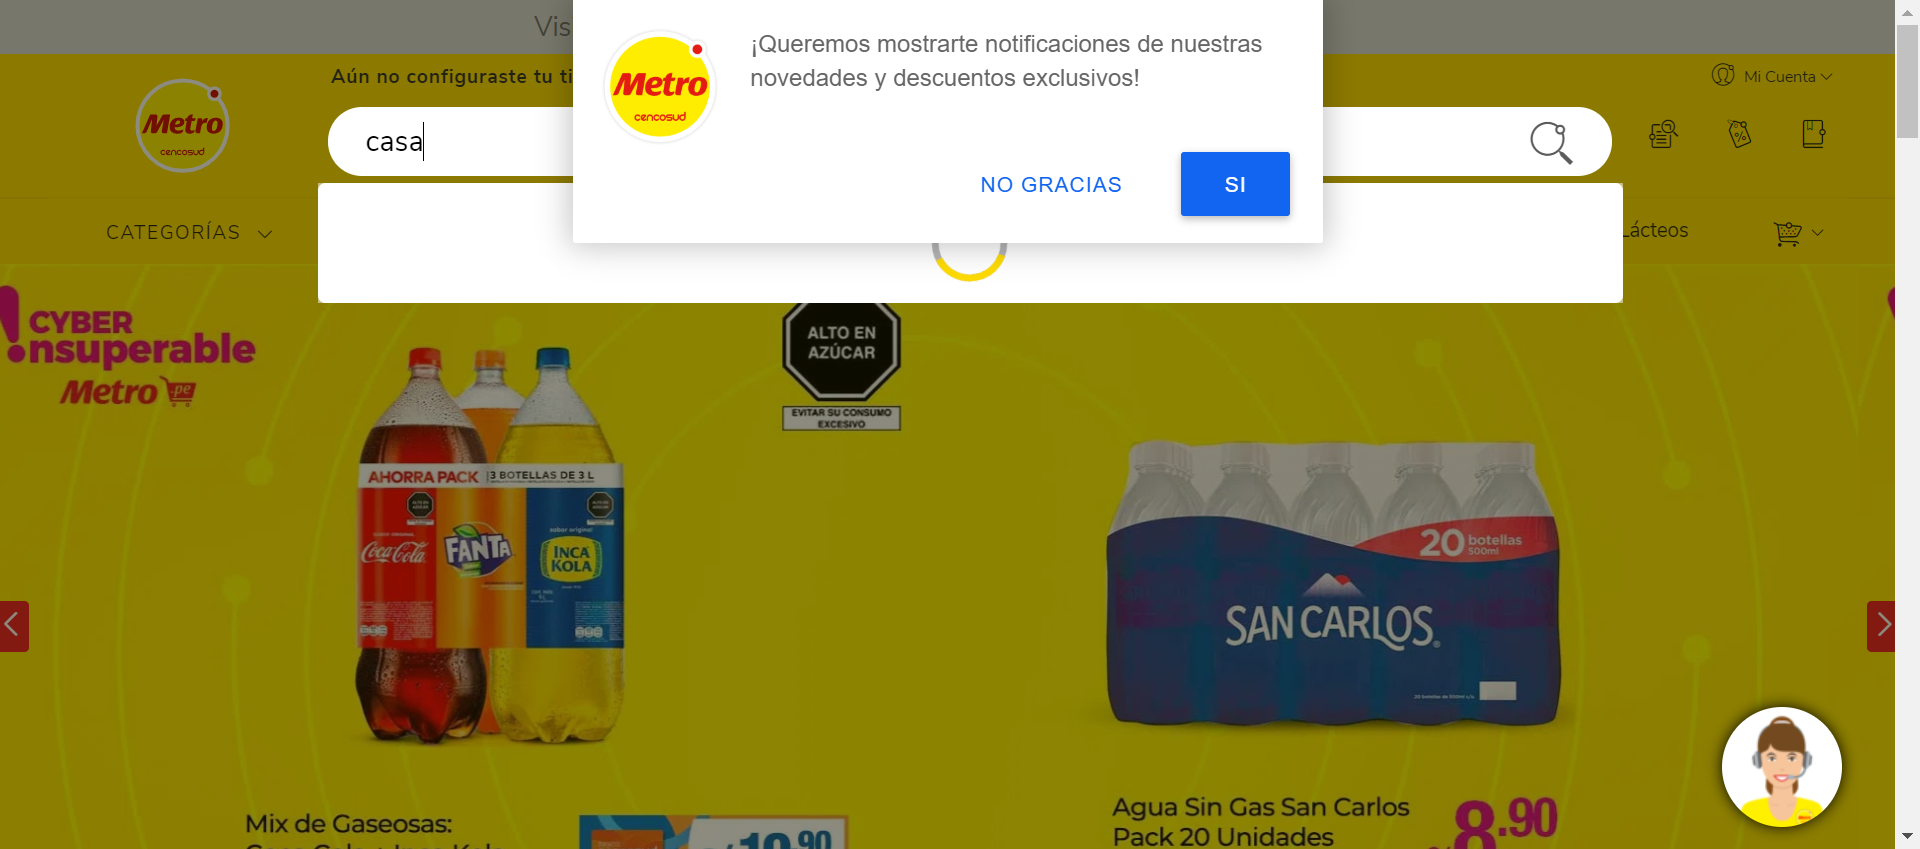 Vis
¡Queremos mostrarte notificaciones de nuestras
novedades y descuentos exclusivos!
Metro
cencosud
NO GRACIAS
SI
Aún no configuraste tu ti
Mi Cuenta
Metro
cencosud
casa
CATEGORÍAS
Lácteos
CYBER
nsuperable
Metro.pe
ALTO EN
AZÚCAR
EVITAR SU CONSUMO
EXCESIVO
AHORRA PACK 3 BOTELLAS DE 3 L
Coca-Cola
FANTA
sabor original
INCA
KOLA
20 botellas
500ml
SAN CARLOS
Mix de Gaseosas:
Agua Sin Gas San Carlos
Pack 20 Unidades
8.90